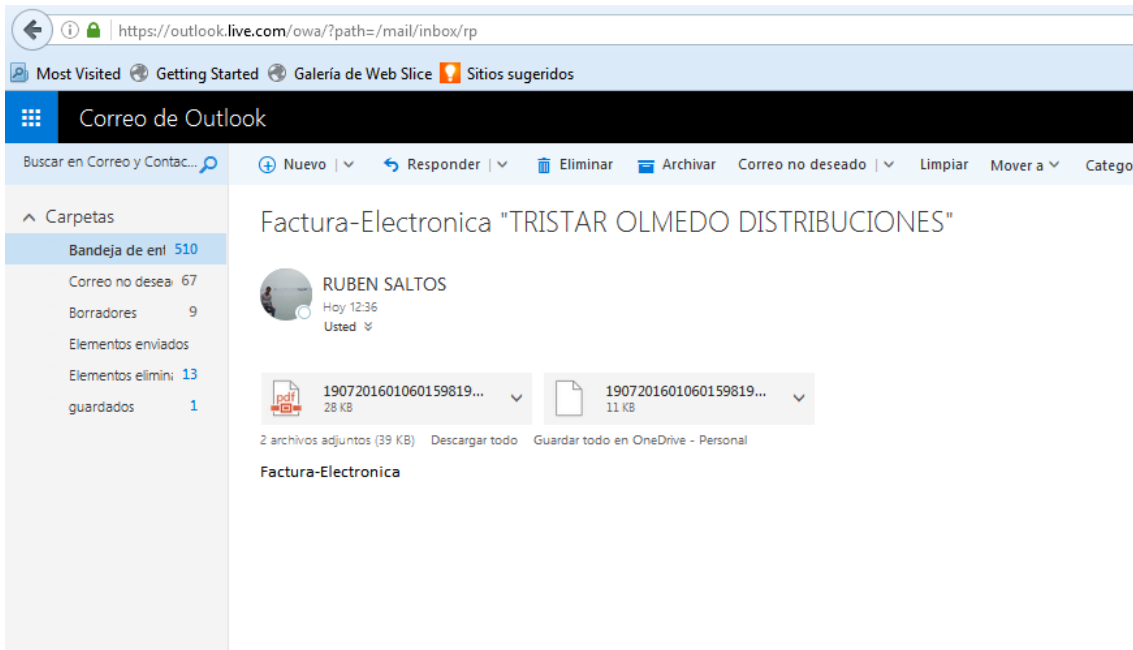 https://outlook.live.com/owa/?path=/mail/inbox/rp
Most Visited Getting Started Galería de Web Slice Sitios sugeridos
Correo de Outlook
Buscar en Correo y Contac... Nuevo | Responder | Eliminar Archivar Correo no deseado | Limpiar Mover a Catego
Carpetas
Bandeja de ent 510
Correo no desea 67
Borradores 9
Elementos enviados
Elementos elimina 13
guardados 1
Factura-Electronica "TRISTAR OLMEDO DISTRIBUCIONES"
RUBEN SALTOS
Hoy 12:36
Usted
pdf
1907201601060159819...
28 KB
1907201601060159819...
11 KB
2 archivos adjuntos (39 KB) Descargar todo Guardar todo en OneDrive - Personal
Factura-Electronica